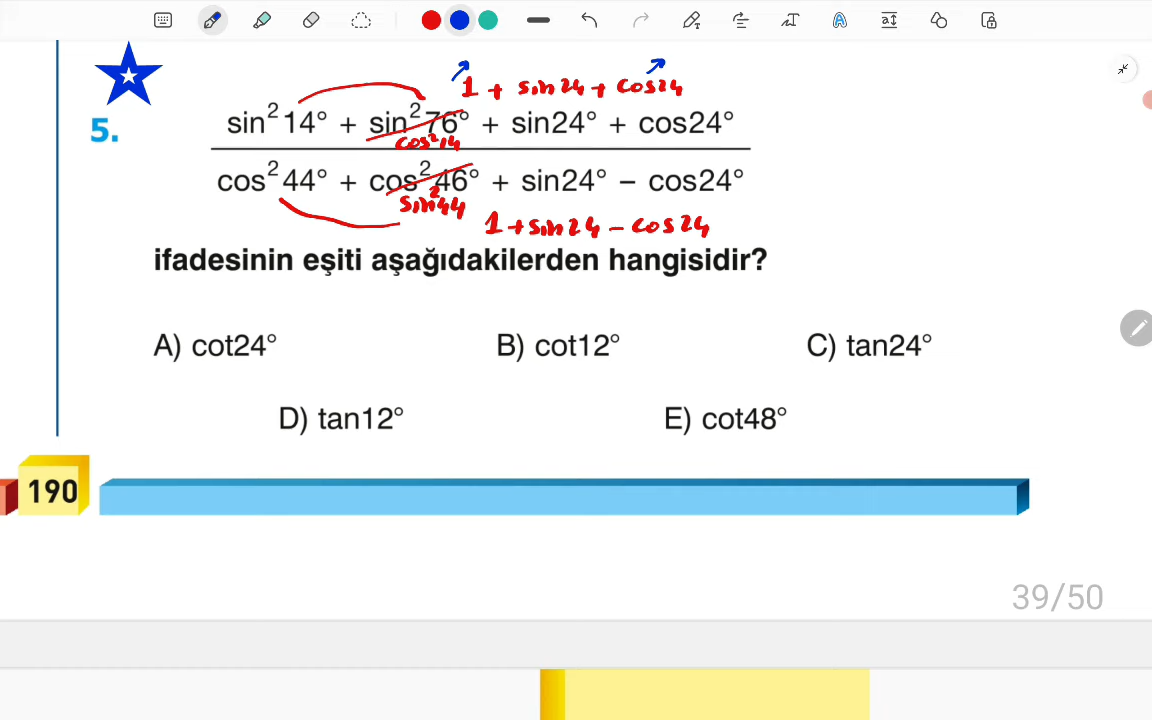 1 + sin24 + cos24
5. sin²14° + sin²76° + sin24° + cos24°
cos²14
cos²44° + cos²46° + sin24° – cos24°
sin²44
1 + sin24 – cos24
ifadesinin eşiti aşağıdakilerden hangisidir?
A) cot24° B) cot12° C) tan24°
D) tan12° E) cot48°
190
39/50